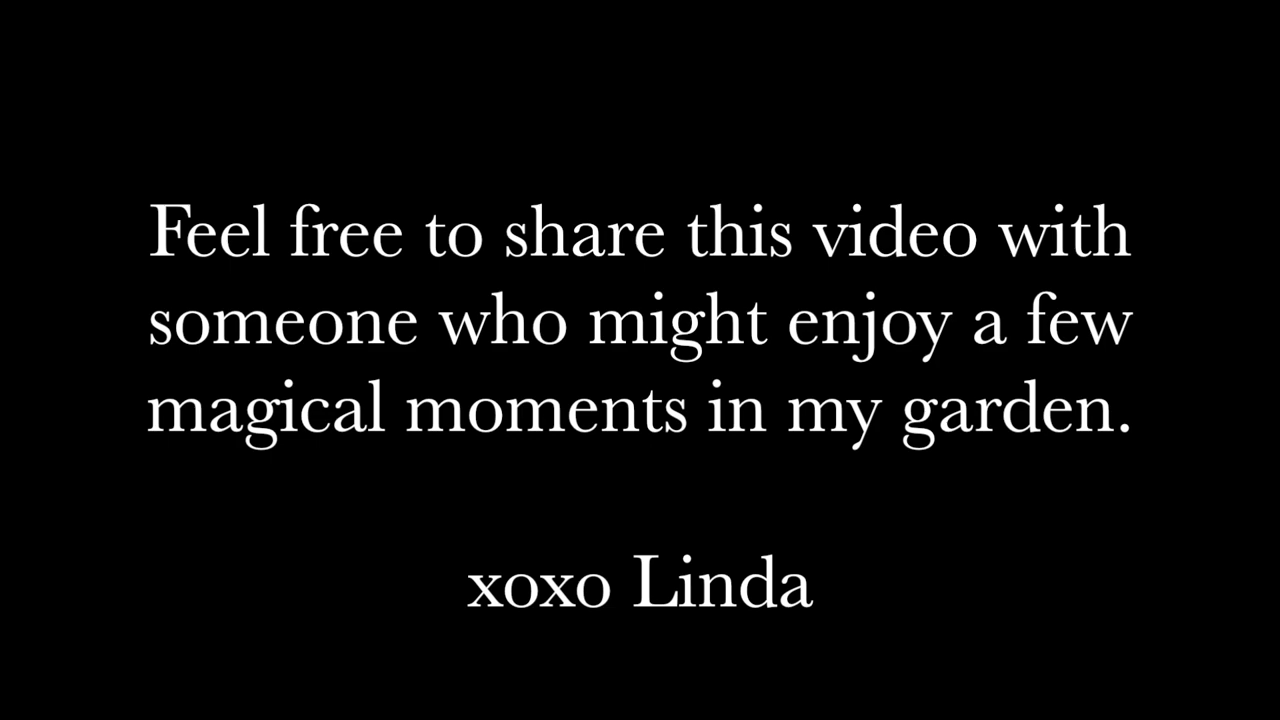 Feel free to share this video with
someone who might enjoy a few
magical moments in my garden.
xoxo Linda